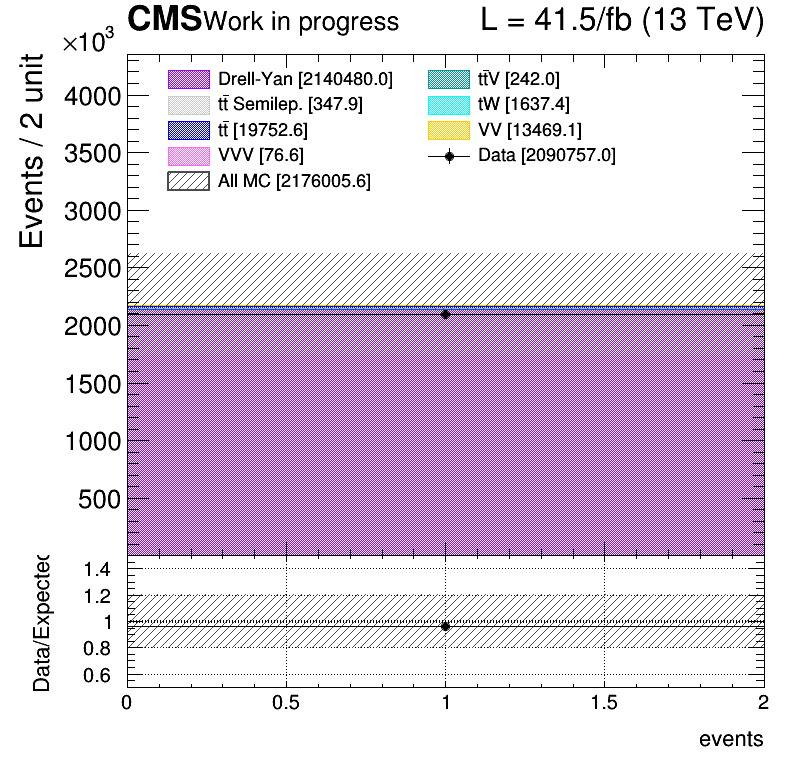 CMS Work in progress L = 41.5/fb (13 TeV)
×10³
Events / 2 unit
Drell-Yan [2140480.0]
tt̄ Semilep. [347.9]
tt̄ [19752.6]
VVV [76.6]
All MC [2176005.6]
tt̄V [242.0]
tW [1637.4]
VV [13469.1]
Data [2090757.0]
4000
3500
3000
2500
2000
1500
1000
500
Data/Expected
1.4
1.2
1
0.8
0.6
0 0.5 1 1.5 2
events